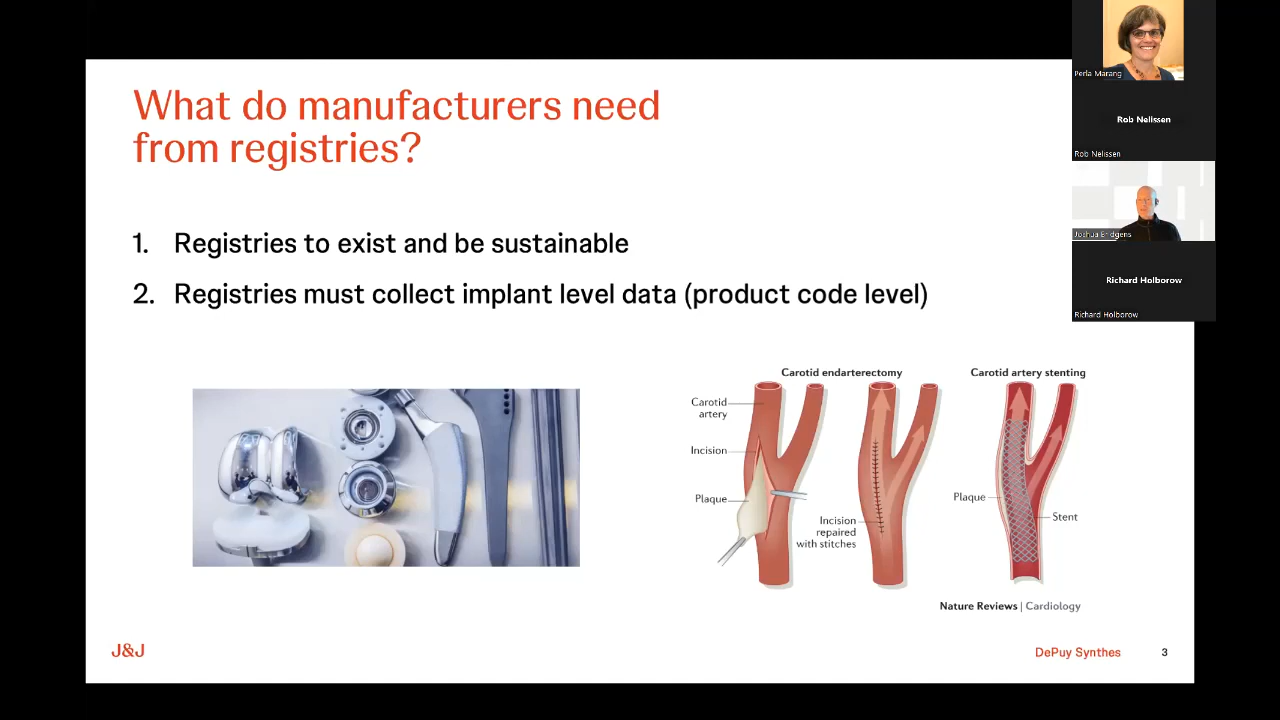 What do manufacturers need
from registries?
1. Registries to exist and be sustainable
2. Registries must collect implant level data (product code level)
Carotid endarterectomy
Carotid artery stenting
Carotid
artery
Incision
Plaque
Incision
repaired
with stitches
Plaque
Stent
Nature Reviews | Cardiology
J&J
DePuy Synthes
3
Perla Marang
Rob Nelissen
Rob Nelissen
Joshua Bridgens
Richard Holborow
Richard Holborow